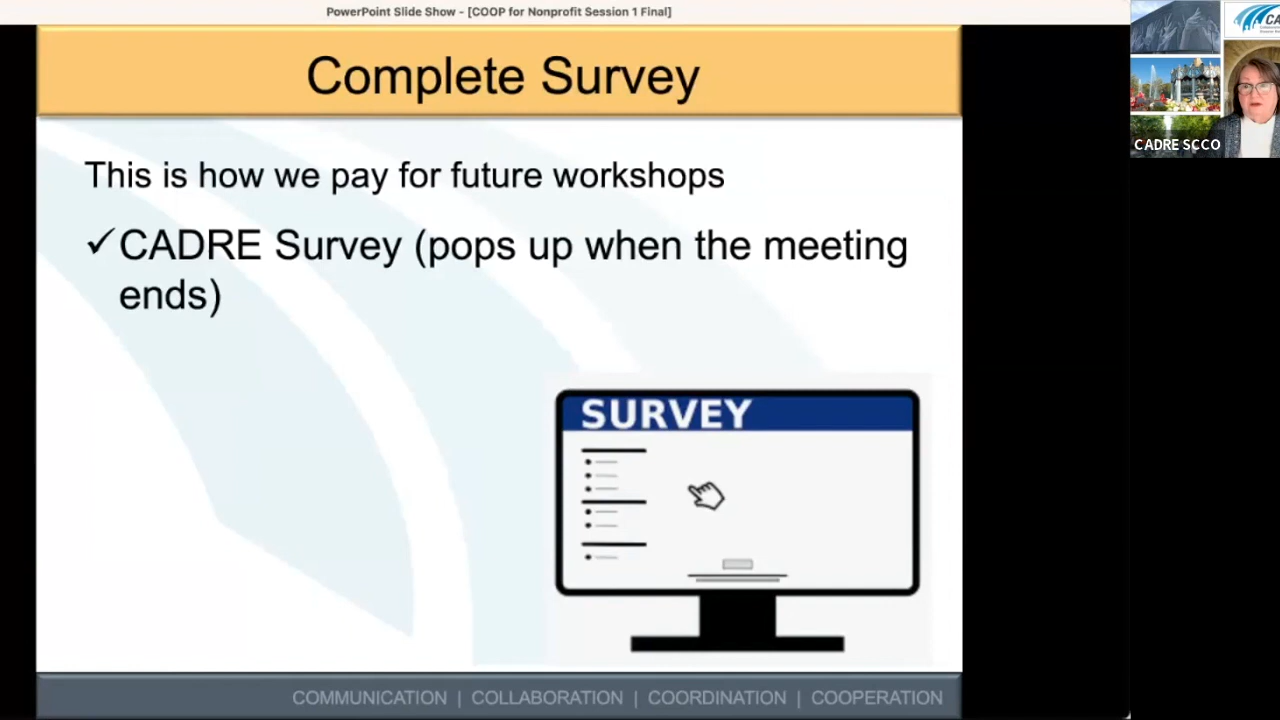 PowerPoint Slide Show - [COOP for Nonprofit Session 1 Final]
Complete Survey
This is how we pay for future workshops
✓CADRE Survey (pops up when the meeting
ends)
SURVEY
COMMUNICATION | COLLABORATION | COORDINATION | COOPERATION
CADRE SCCO